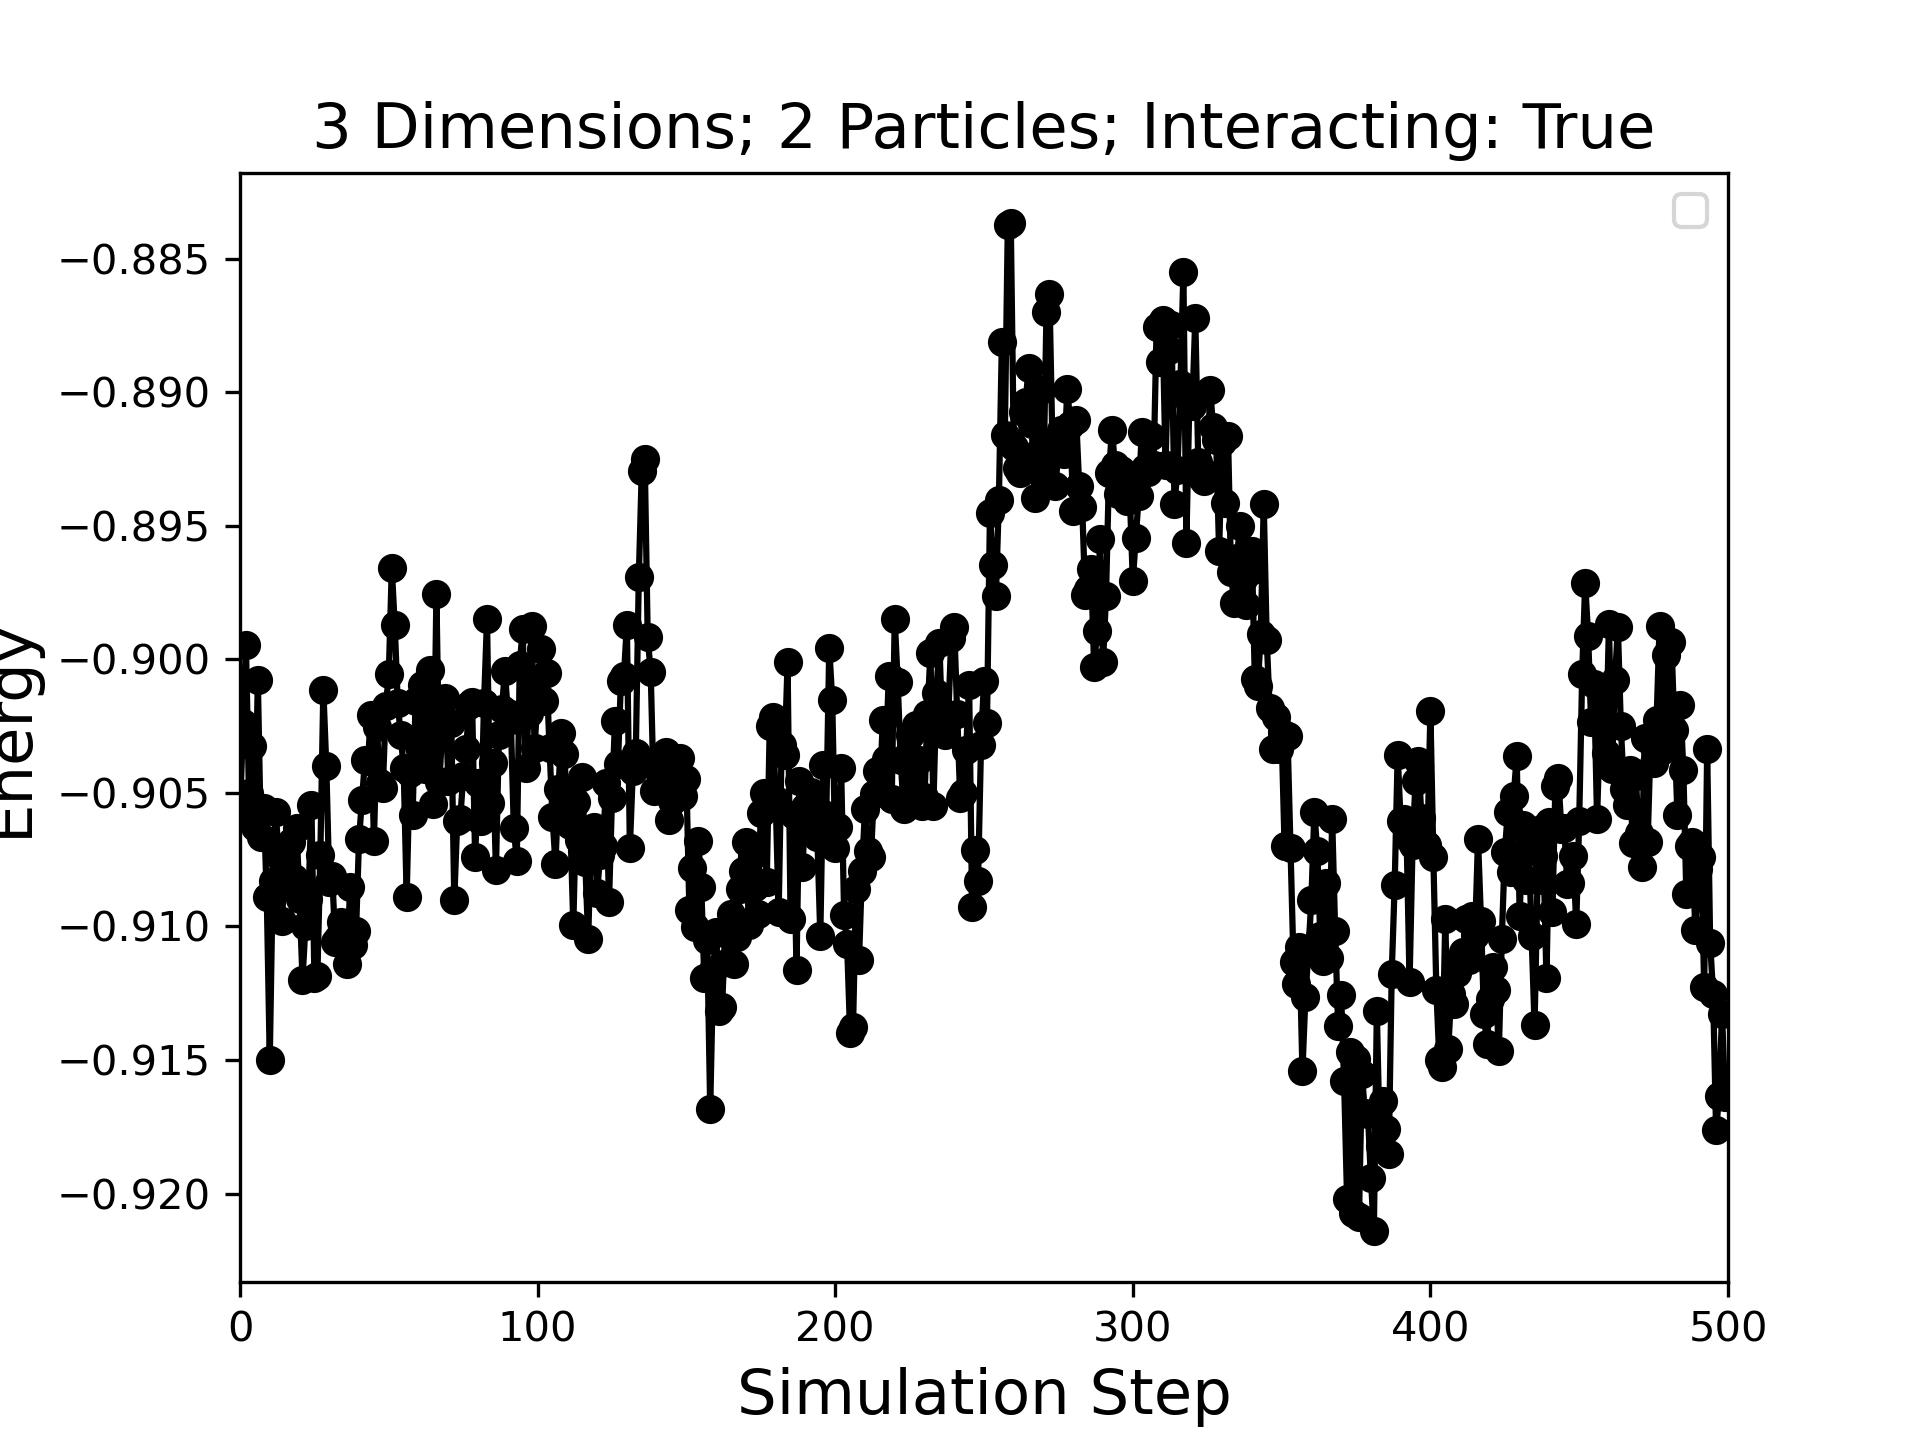 3 Dimensions; 2 Particles; Interacting: True
−0.885
−0.890
−0.895
−0.900
−0.905
−0.910
−0.915
−0.920
Energy
0 100 200 300 400 500
Simulation Step